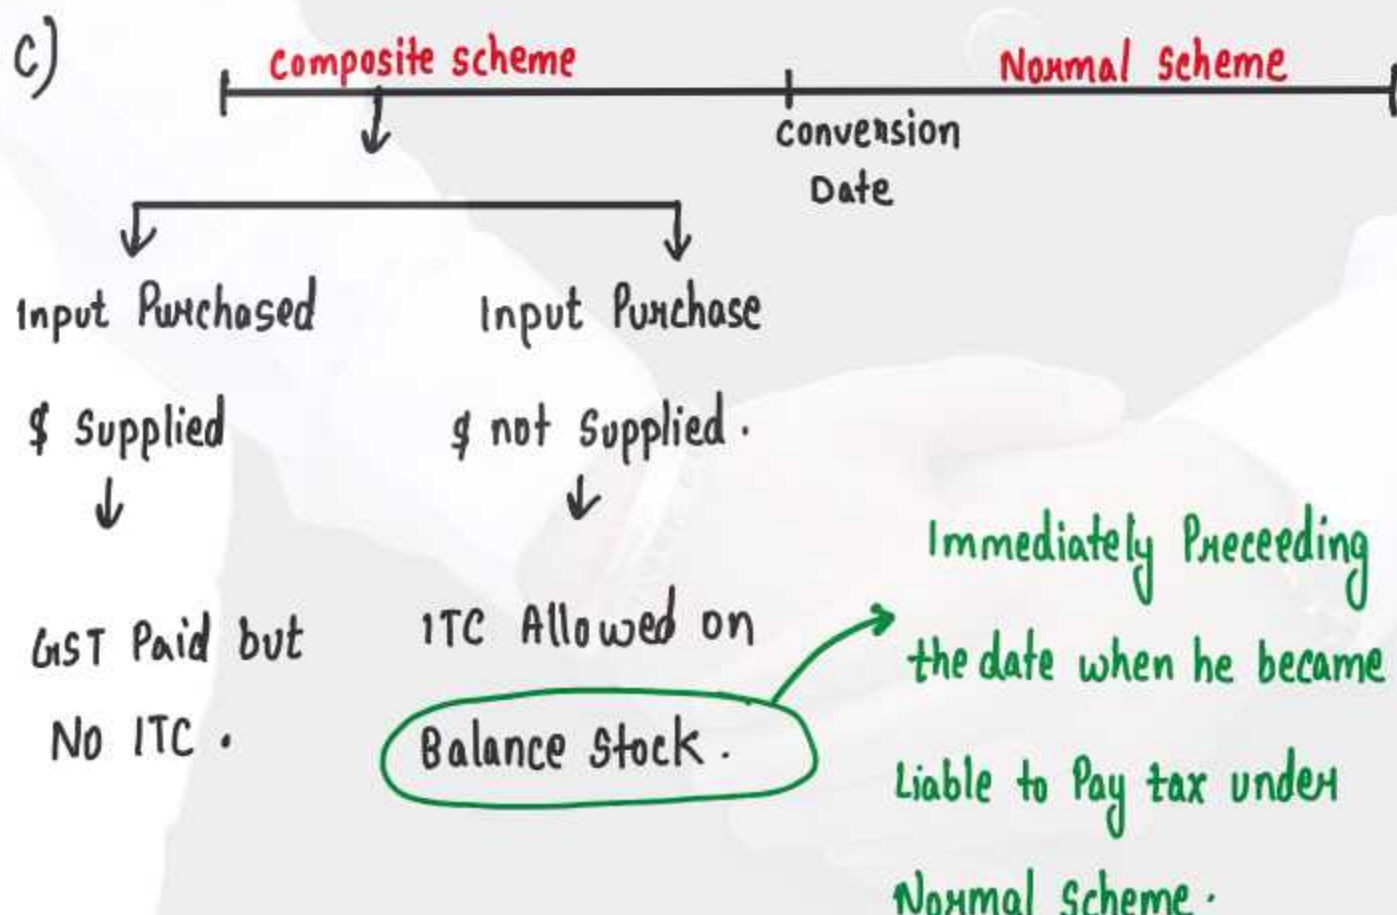 c)
composite scheme
Normal scheme
conversion
Date
Input Purchased
$ Supplied
GST Paid but
No ITC .
Input Purchase
$ not Supplied .
ITC Allowed on
Balance Stock .
Immediately Preceeding
the date when he became
Liable to Pay tax under
Normal Scheme .